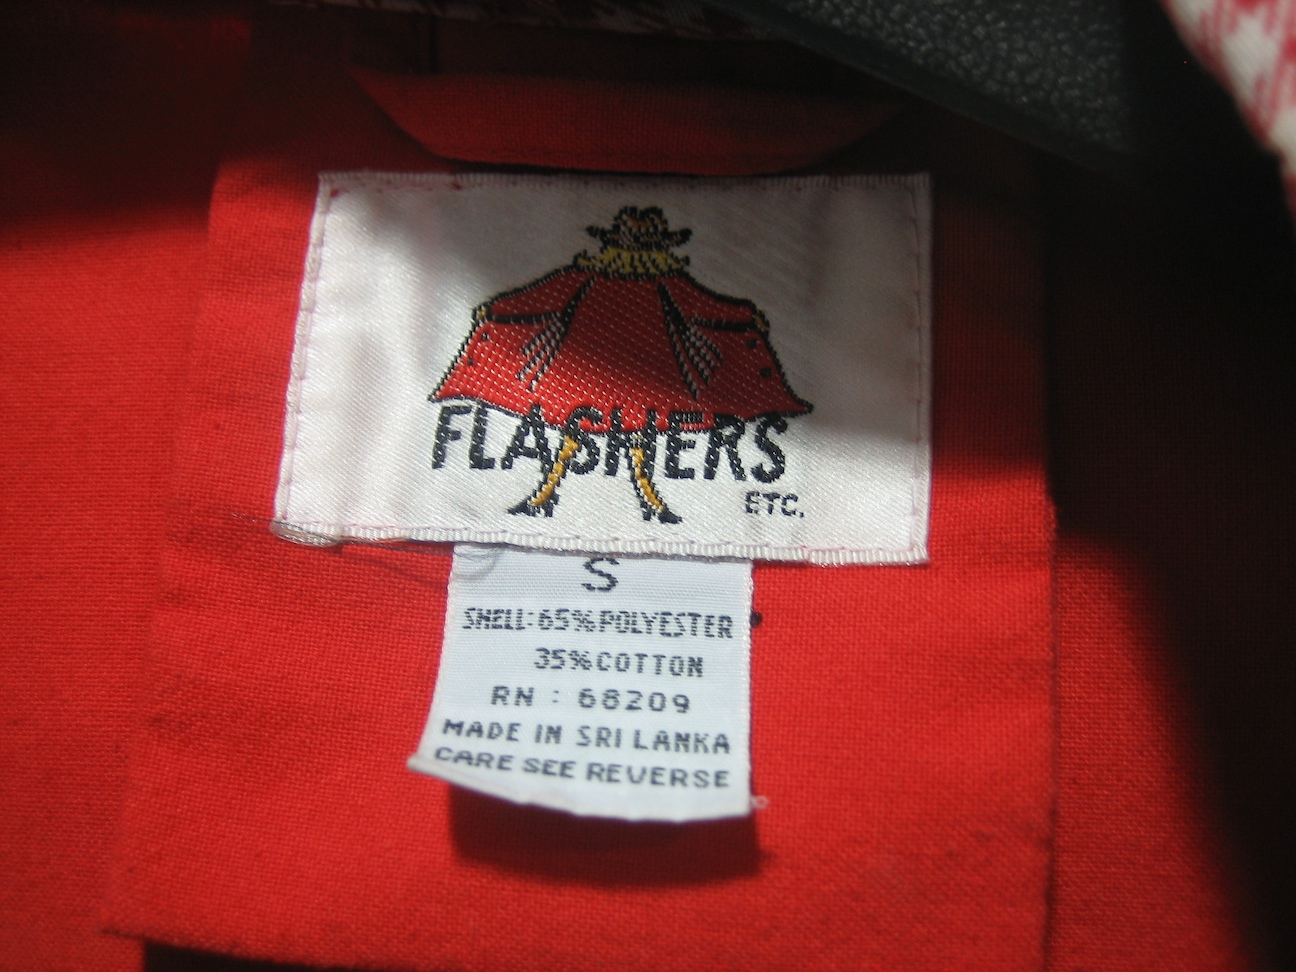 FLASHERS
ETC.
S
SHELL:65%POLYESTER
35%COTTON
RN : 68209
MADE IN SRI LANKA
CARE SEE REVERSE